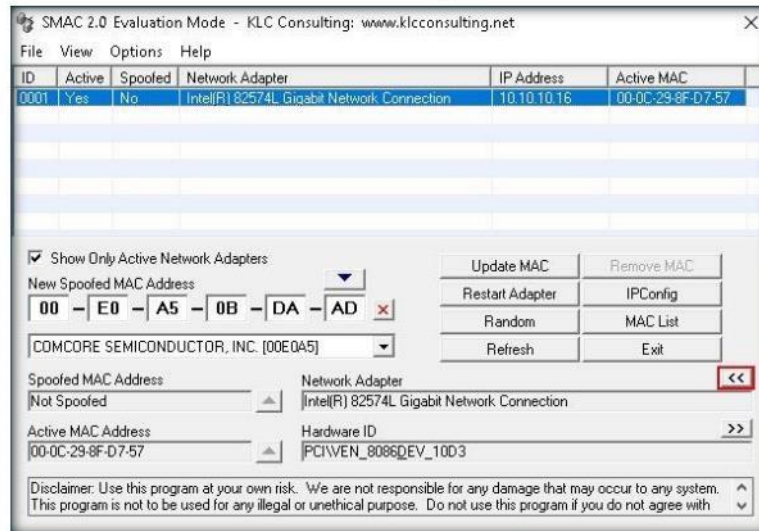 SMAC 2.0 Evaluation Mode - KLC Consulting: www.klcconsulting.net
File View Options Help
ID Active Spoofed Network Adapter IP Address Active MAC
0001 Yes No Intel(R) 82574L Gigabit Network Connection 10.10.10.16 00-0C-29-8F-D7-57
Show Only Active Network Adapters
New Spoofed MAC Address
00 - E0 - A5 - 0B - DA - AD
COMCORE SEMICONDUCTOR, INC. [00E0A5]
Update MAC Remove MAC
Restart Adapter IPConfig
Random MAC List
Refresh Exit
Spoofed MAC Address
Not Spoofed
Network Adapter <<
Intel(R) 82574L Gigabit Network Connection
Active MAC Address
00-0C-29-8F-D7-57
Hardware ID >>
PCI\VEN_8086DEV_10D3
Disclaimer: Use this program at your own risk. We are not responsible for any damage that may occur to any system.
This program is not to be used for any illegal or unethical purpose. Do not use this program if you do not agree with